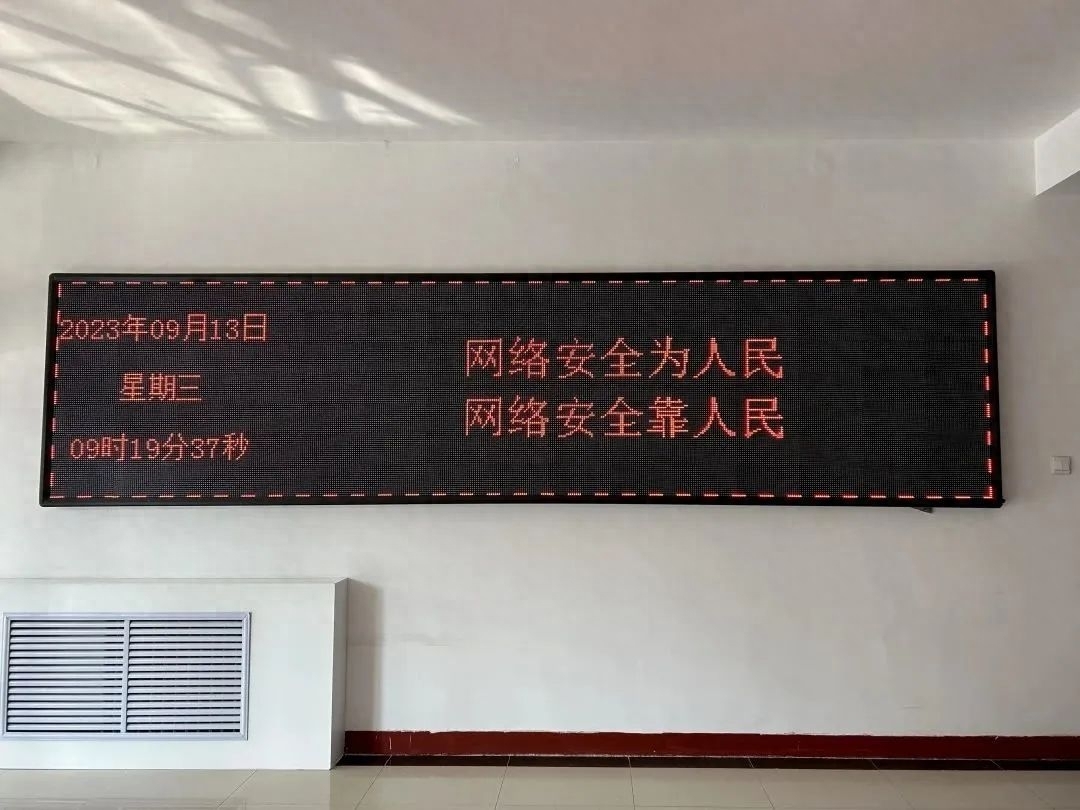 2023年09月13日
星期三
09时19分37秒
网络安全为人民
网络安全靠人民